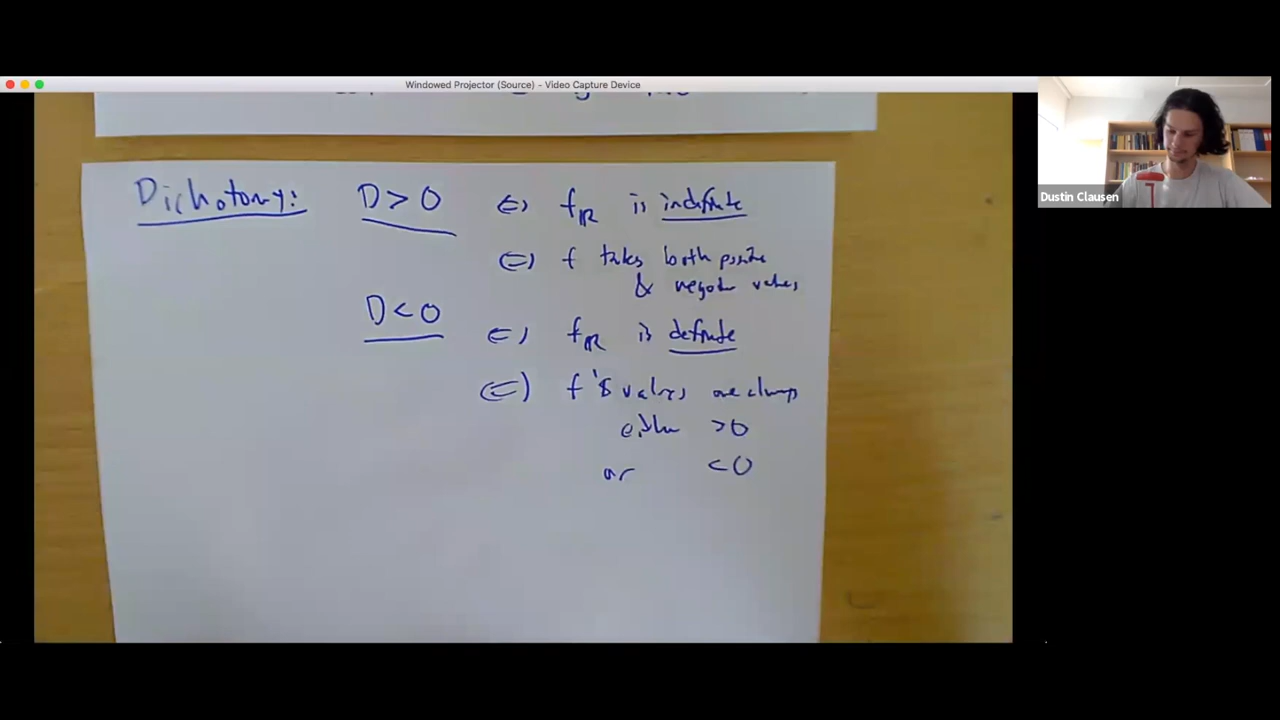 Windowed Projector (Source) - Video Capture Device
Dustin Clausen
Dichotomy: D > 0 ⇔ f_ℝ is indefinite
⇔ f takes both positive
& negative values
D < 0 ⇔ f_ℝ is definite
⇔ f's values are always
either > 0
or < 0